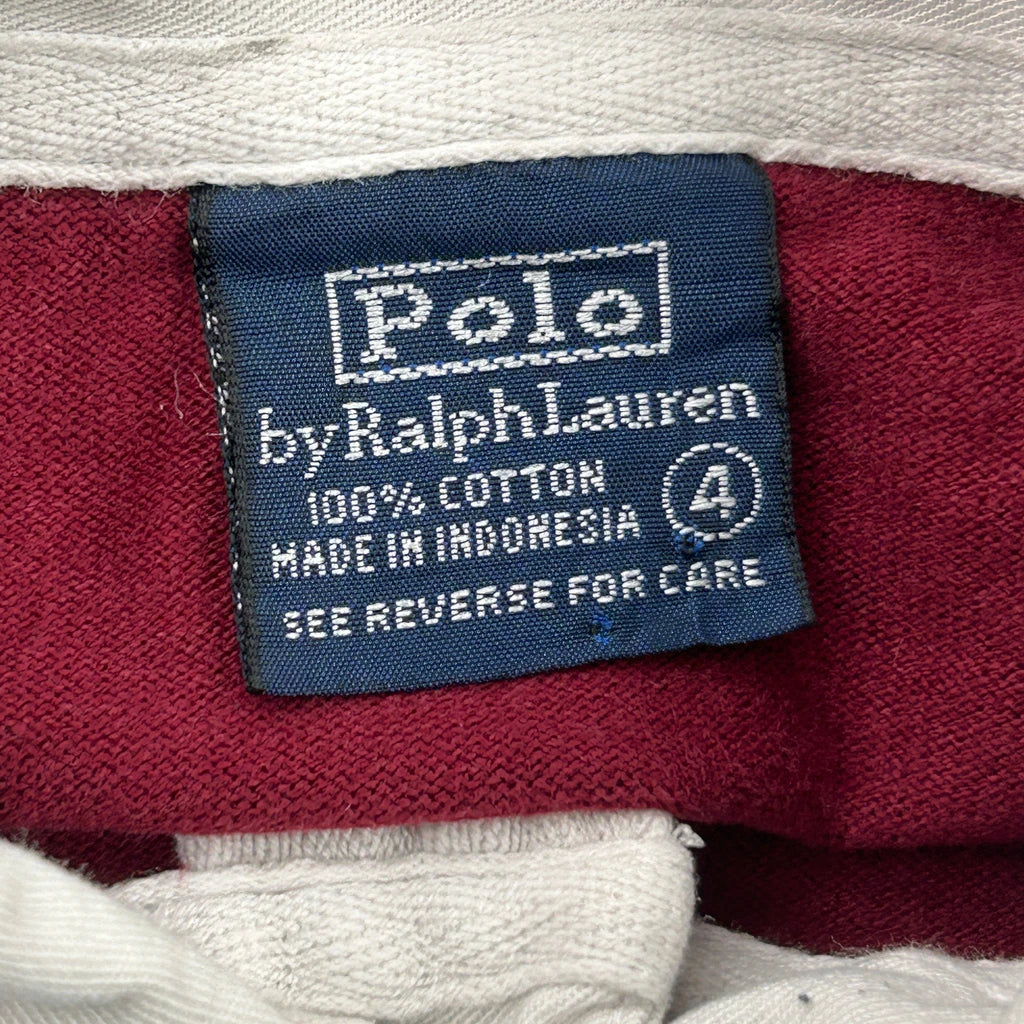 Polo
by Ralph Lauren
100% COTTON
4
MADE IN INDONESIA
SEE REVERSE FOR CARE